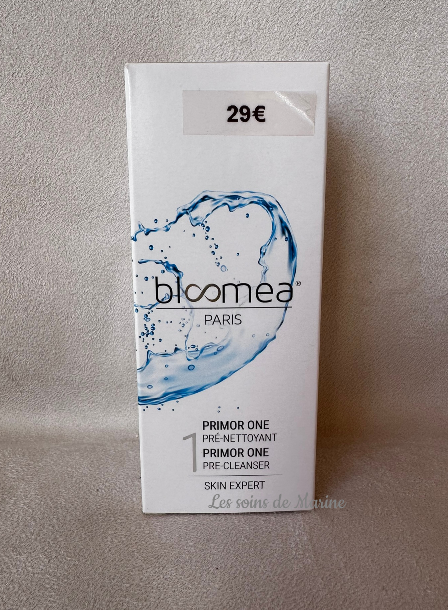 29€
bloomea®
PARIS
1
PRIMOR ONE
PRÉ-NETTOYANT
PRIMOR ONE
PRE-CLEANSER
SKIN EXPERT
Les soins de Marine